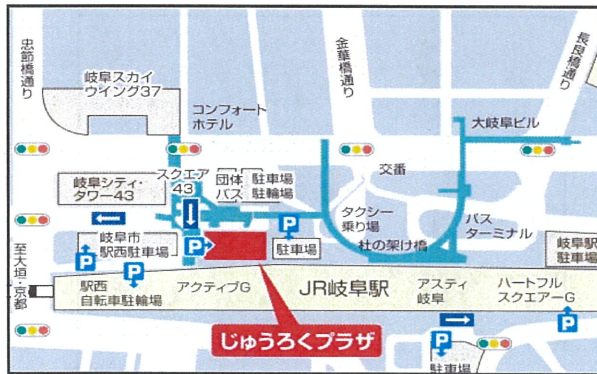 忠節橋通り
金華橋通り
長良橋通り
岐阜スカイ
ウイング37
コンフォート
ホテル
大岐阜ビル
交番
スクエア
43
団体
バス
駐車場
駐輪場
岐阜シティ・
タワー43
タクシー
乗り場
バス
ターミナル
P
岐阜市
駅西駐車場
P
駐車場
杜の架け橋
岐阜駅
駐車場
至大垣・京都
P
P
駅西
自転車駐輪場
アクティブG
JR岐阜駅
アスティ
岐阜
ハートフル
スクエアーG
P
じゅうろくプラザ
P
駐車場